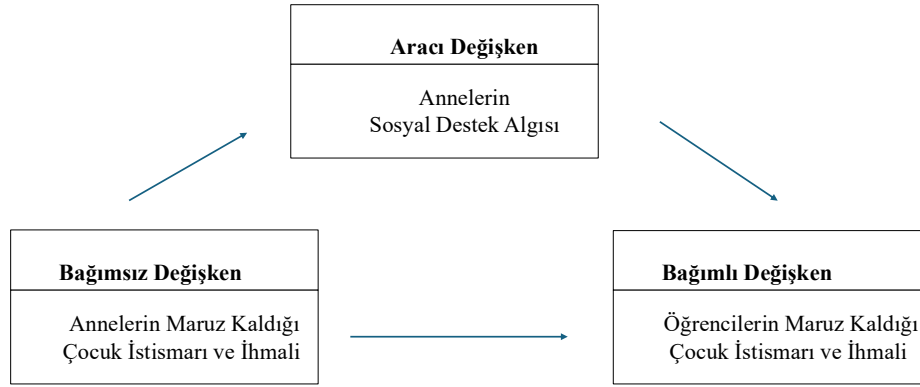 Aracı Değişken
Annelerin
Sosyal Destek Algısı
Bağımsız Değişken
Annelerin Maruz Kaldığı
Çocuk İstismarı ve İhmali
Bağımlı Değişken
Öğrencilerin Maruz Kaldığı
Çocuk İstismarı ve İhmali